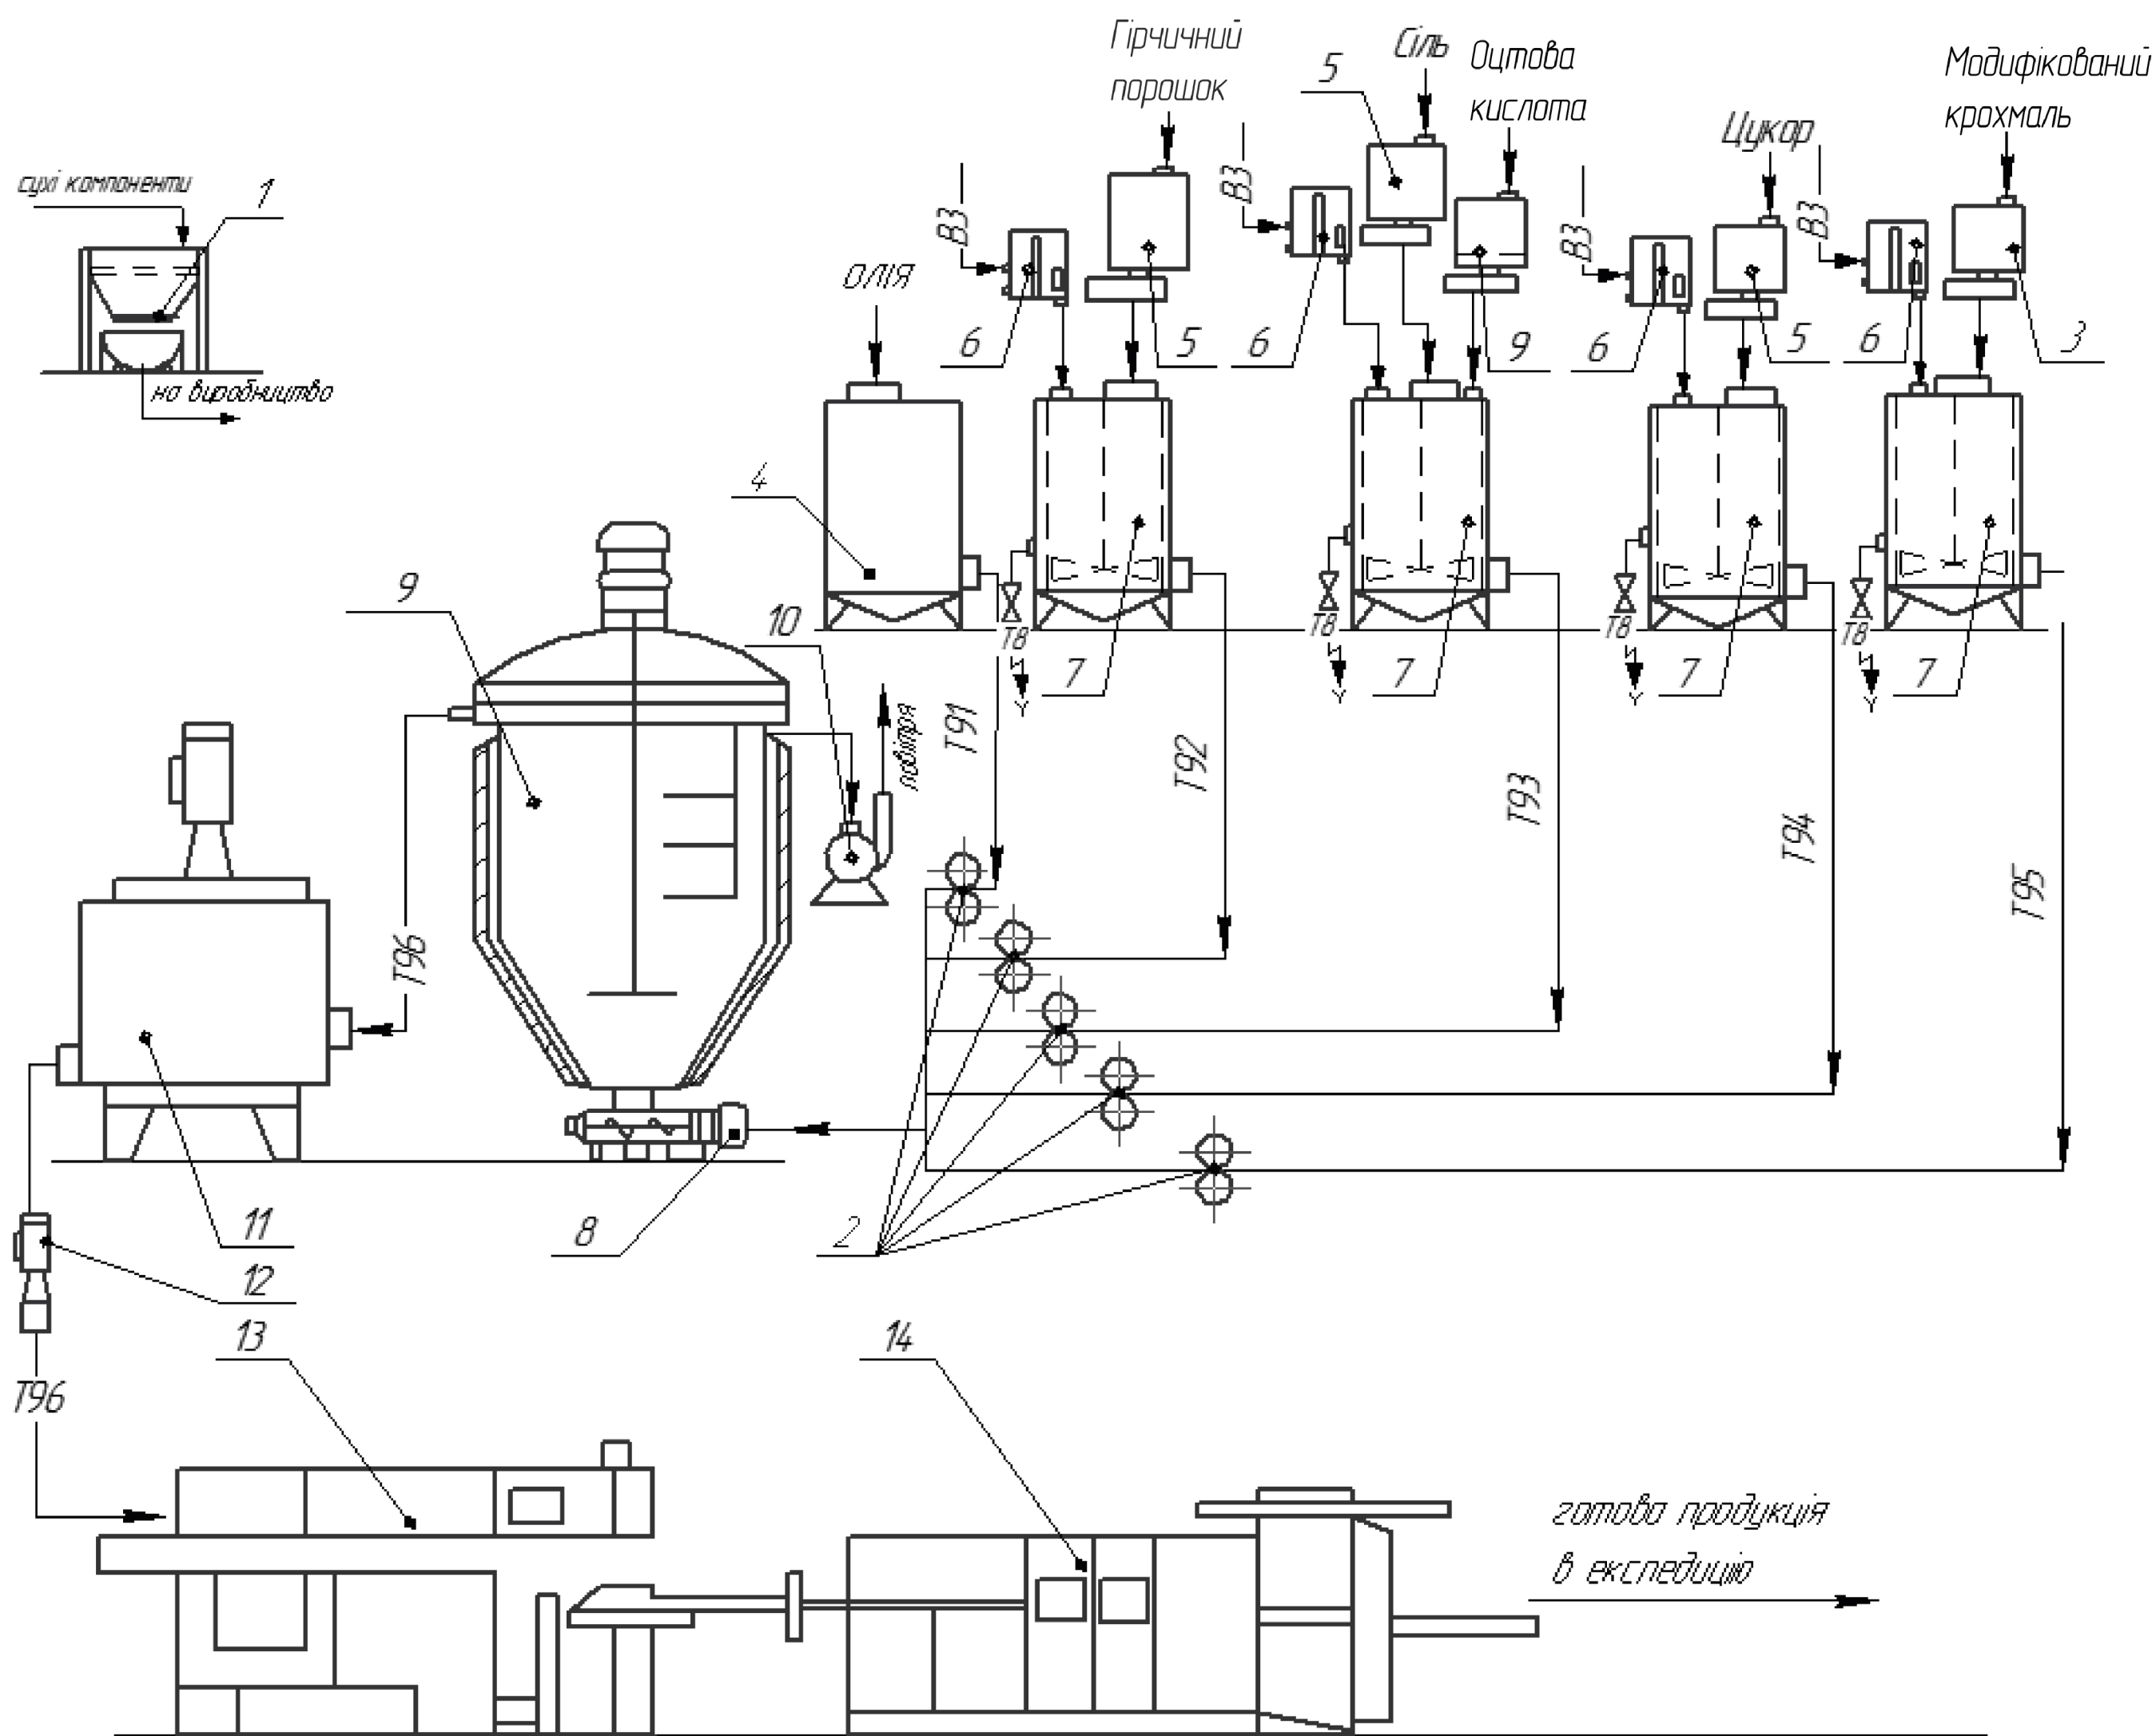 Гірчичний
порошок
5
Сіль
Оцтова
кислота
Модифікований
крохмаль
Цукор
сухі компоненти
1
В3
В3
В3
В3
олія
6
5
6
9
6
5
6
3
на виробництво
4
9
10
Т8
Т8
Т8
Т8
7
7
7
7
повітря
Т91
Т92
Т93
Т94
Т95
Т96
11
8
2
12
13
14
Т96
готова продукція
в експедицію